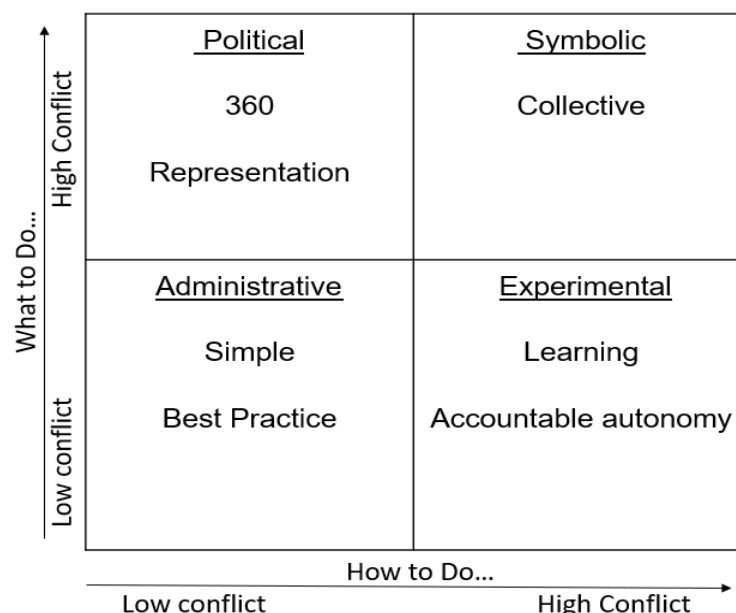 Political
360
Representation
Symbolic
Collective
Administrative
Simple
Best Practice
Experimental
Learning
Accountable autonomy
What to Do...
High Conflict
Low conflict
How to Do...
Low conflict
High Conflict